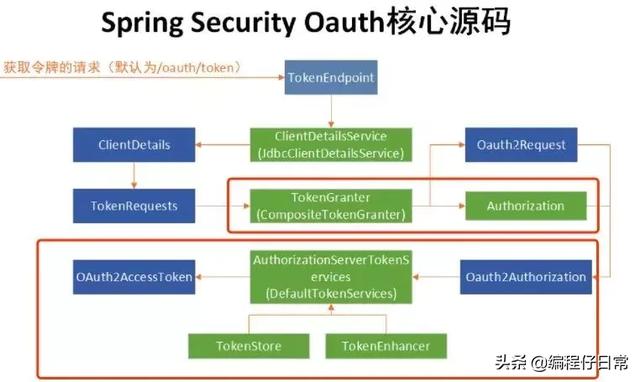 Spring Security Oauth核心源码
获取令牌的请求（默认为/oauth/token）
TokenEndpoint
ClientDetails
ClientDetailsService
(JdbcClientDetailsService)
Oauth2Request
TokenRequests
TokenGranter
(CompositeTokenGranter)
Authorization
OAuth2AccessToken
AuthorizationServerTokenS
ervices
(DefaultTokenServices)
Oauth2Authorization
TokenStore
TokenEnhancer
头条 @编程仔日常